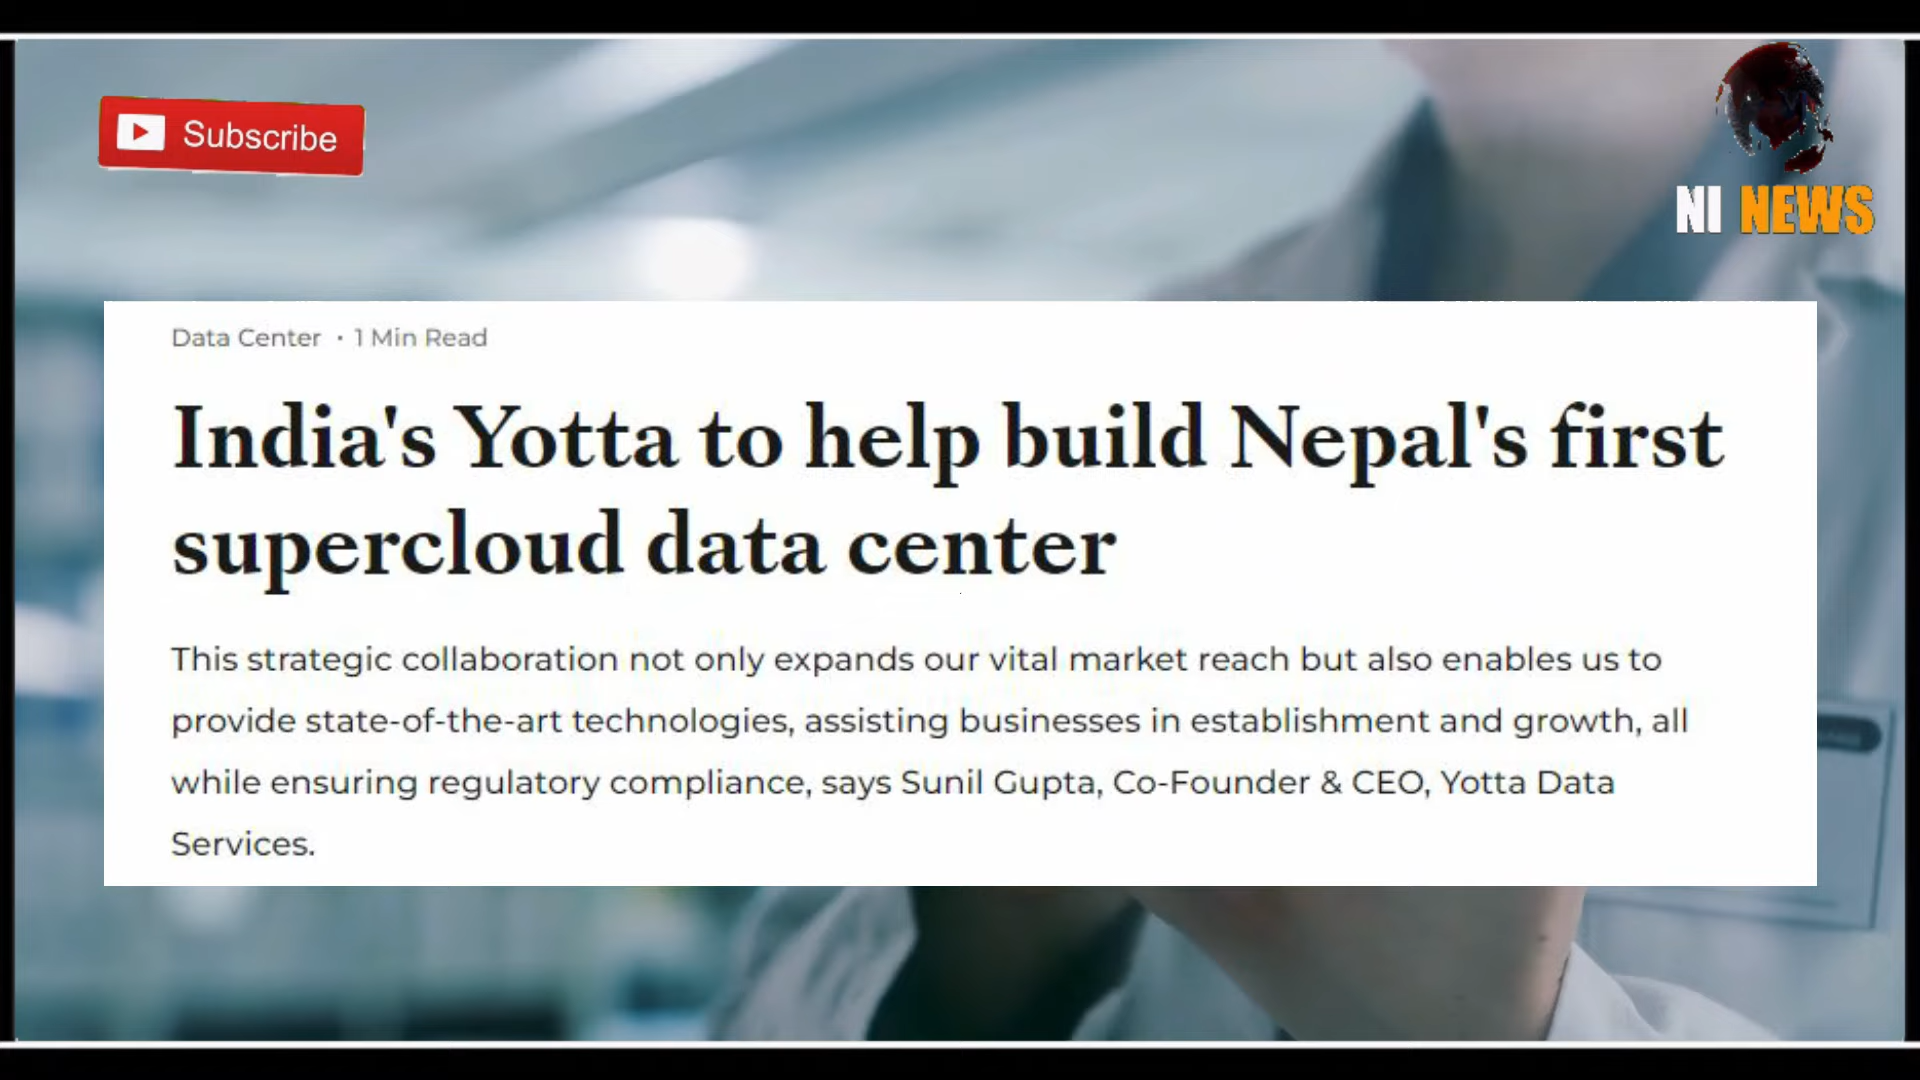 Subscribe
NI NEWS
Data Center · 1 Min Read
India's Yotta to help build Nepal's first
supercloud data center
This strategic collaboration not only expands our vital market reach but also enables us to
provide state-of-the-art technologies, assisting businesses in establishment and growth, all
while ensuring regulatory compliance, says Sunil Gupta, Co-Founder & CEO, Yotta Data
Services.